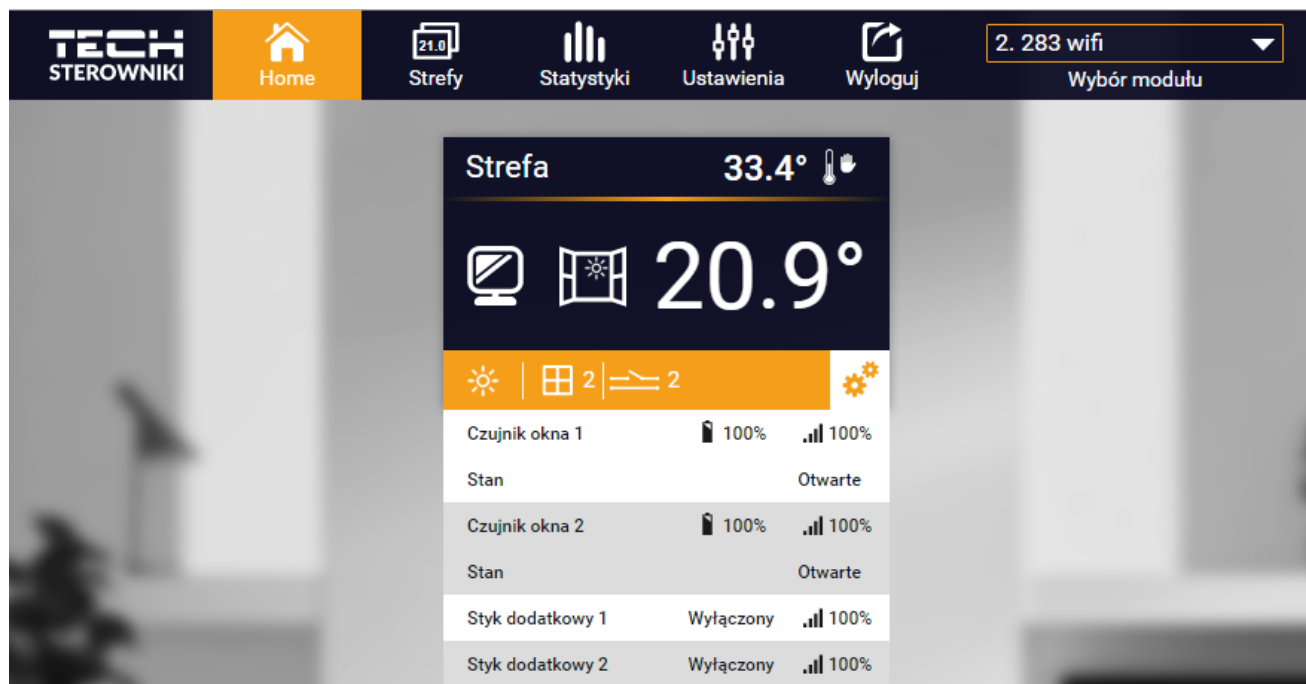 TECH
STEROWNIKI
Home
21.0
Strefy
Statystyki
Ustawienia
Wyloguj
2. 283 wifi
Wybór modułu
Strefa 33.4°
20.9°
2 2
Czujnik okna 1 100% 100%
Stan Otwarte
Czujnik okna 2 100% 100%
Stan Otwarte
Styk dodatkowy 1 Wyłączony 100%
Styk dodatkowy 2 Wyłączony 100%